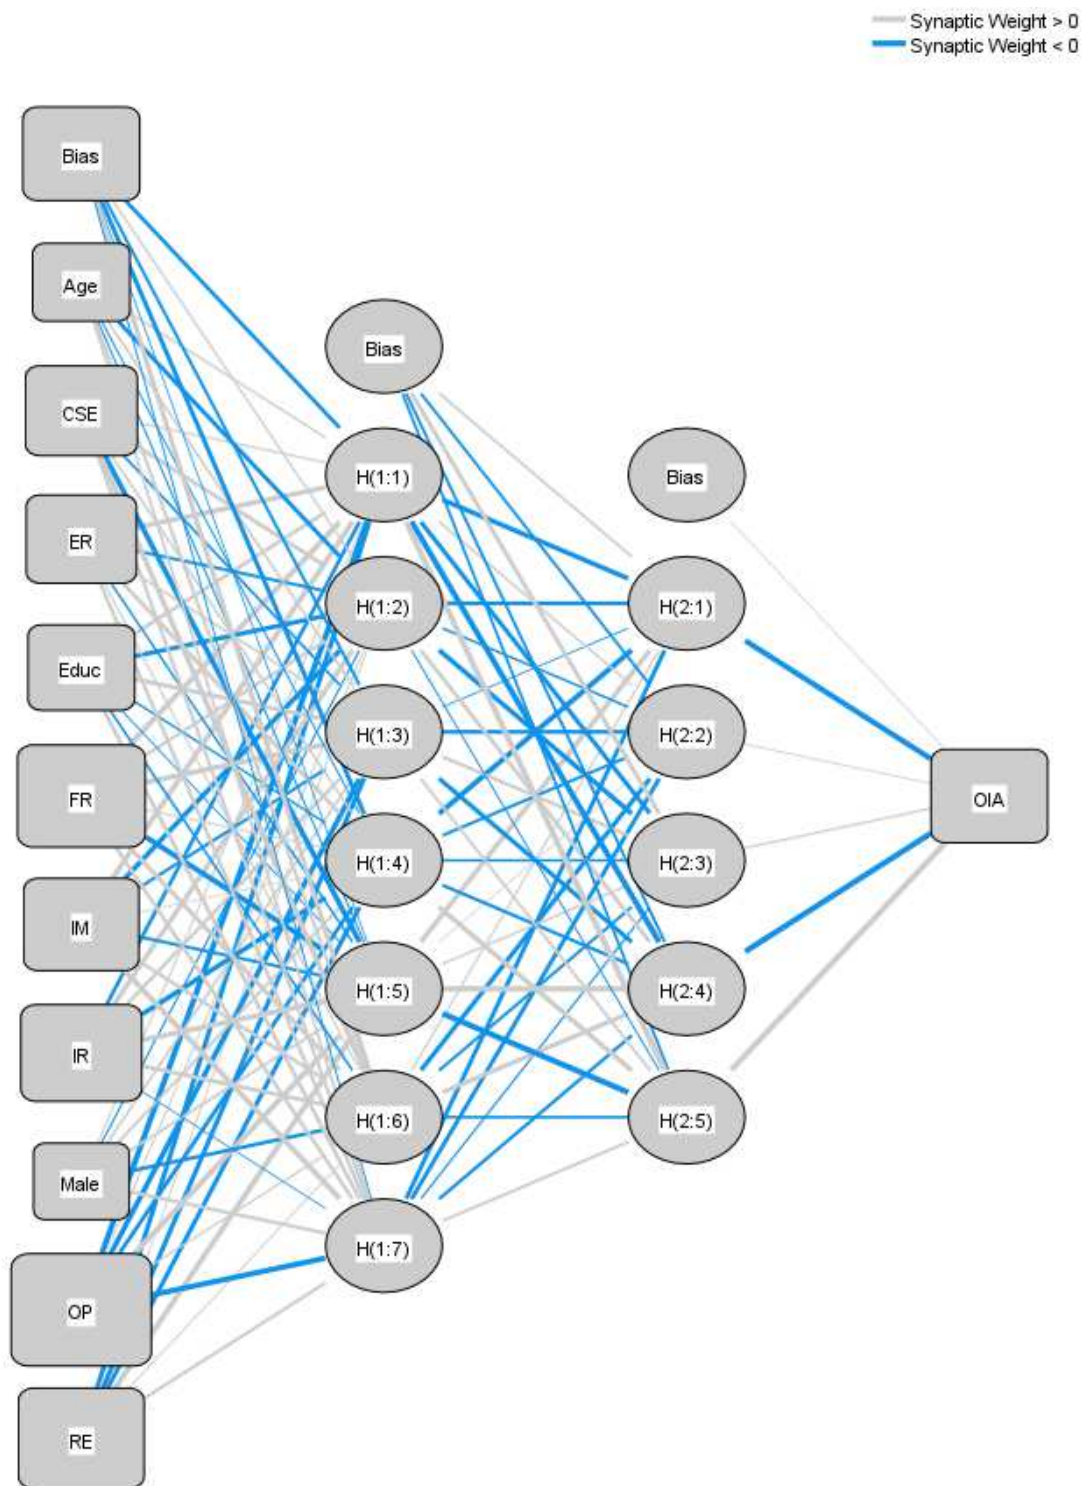 Synaptic Weight > 0
Synaptic Weight < 0
Bias
Age
CSE
ER
Educ
FR
IM
IR
Male
OP
RE
Bias
H(1:1)
H(1:2)
H(1:3)
H(1:4)
H(1:5)
H(1:6)
H(1:7)
Bias
H(2:1)
H(2:2)
H(2:3)
H(2:4)
H(2:5)
OIA